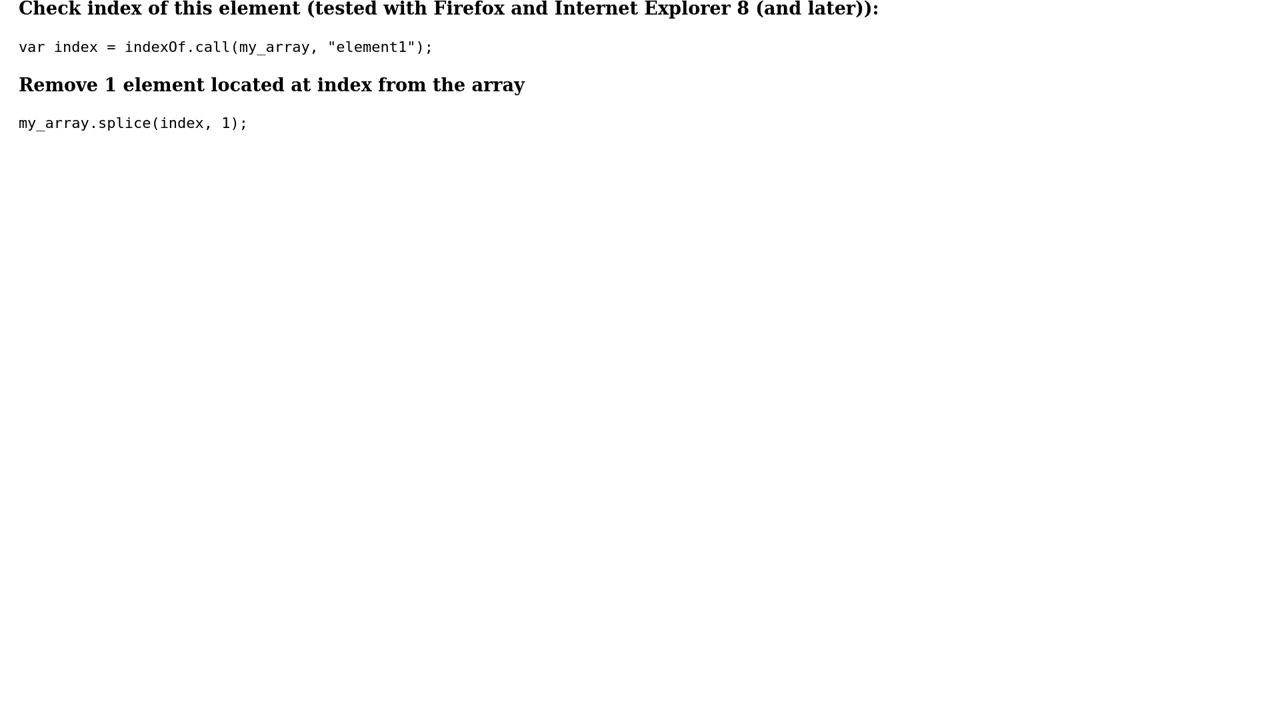 Check index of this element (tested with Firefox and Internet Explorer 8 (and later)):
var index = indexOf.call(my_array, "element1");
Remove 1 element located at index from the array
my_array.splice(index, 1);